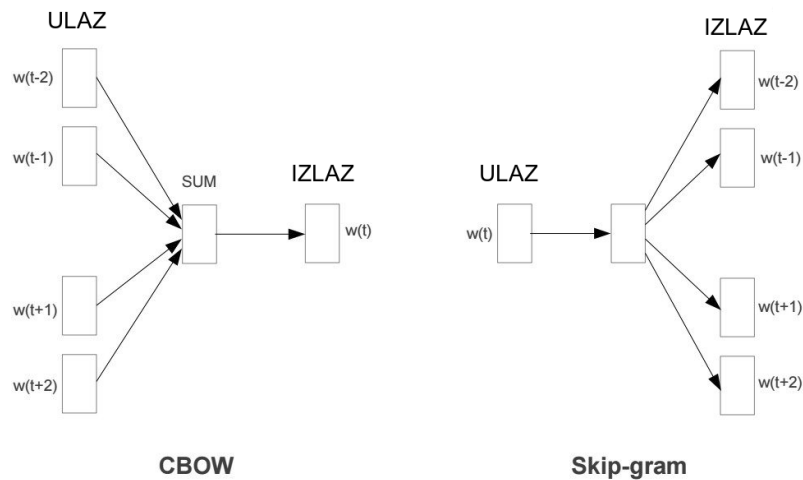 ULAZ
w(t-2)
w(t-1)
SUM
IZLAZ
w(t)
w(t+1)
w(t+2)
CBOW
IZLAZ
w(t-2)
w(t-1)
ULAZ
w(t)
w(t+1)
w(t+2)
Skip-gram